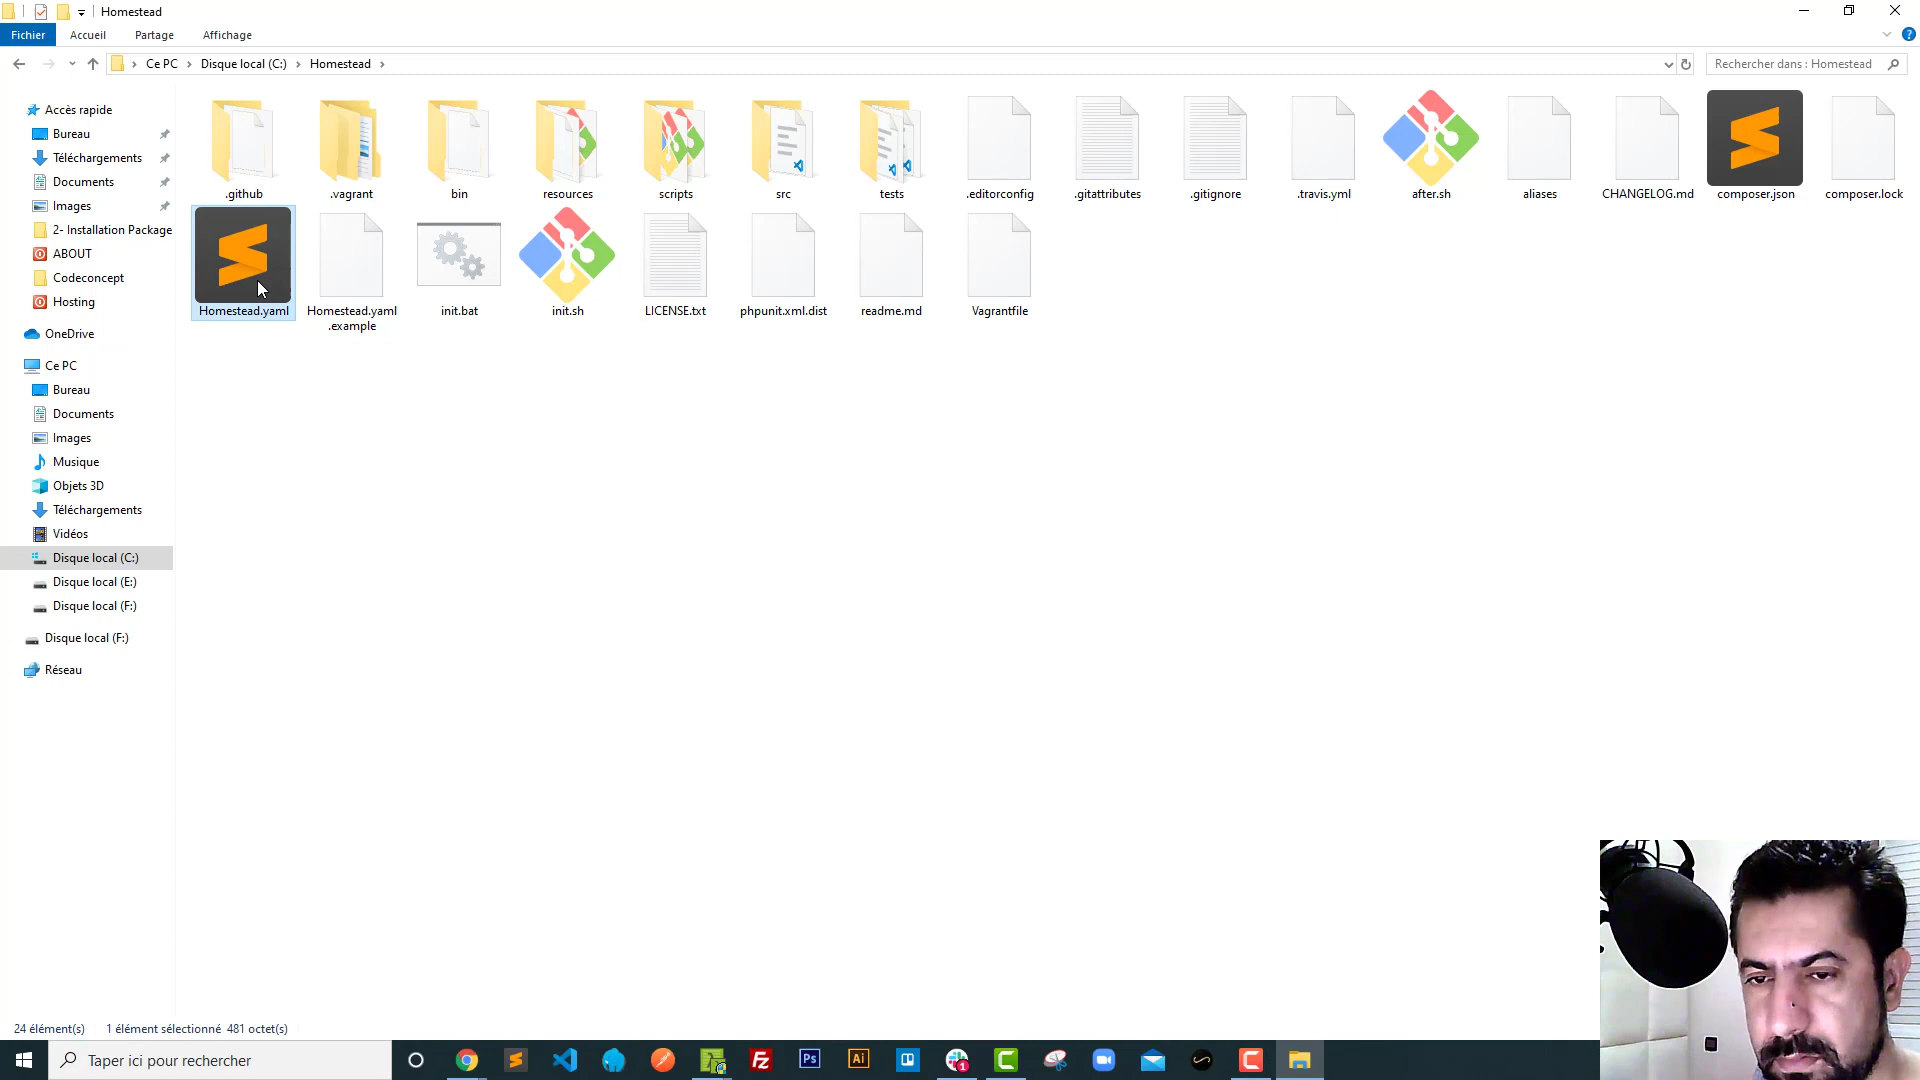 Homestead
Fichier
Accueil
Partage
Affichage
Ce PC
Disque local (C:)
Homestead
Rechercher dans : Homestead
Accès rapide
Bureau
Téléchargements
Documents
Images
2- Installation Package
ABOUT
Codeconcept
Hosting
OneDrive
Ce PC
Bureau
Documents
Images
Musique
Objets 3D
Téléchargements
Vidéos
Disque local (C:)
Disque local (E:)
Disque local (F:)
Disque local (F:)
Réseau
.github
.vagrant
bin
resources
scripts
src
tests
.editorconfig
.gitattributes
.gitignore
.travis.yml
after.sh
aliases
CHANGELOG.md
composer.json
composer.lock
Homestead.yaml
Homestead.yaml
.example
init.bat
init.sh
LICENSE.txt
phpunit.xml.dist
readme.md
Vagrantfile
24 élément(s)
1 élément sélectionné 481 octet(s)
Taper ici pour rechercher
Fz
Ps
Ai
1